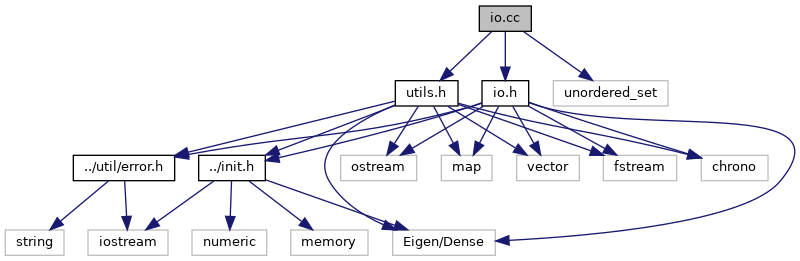 io.cc
utils.h
io.h
unordered_set
../util/error.h
../init.h
ostream
map
vector
fstream
chrono
string
iostream
numeric
memory
Eigen/Dense